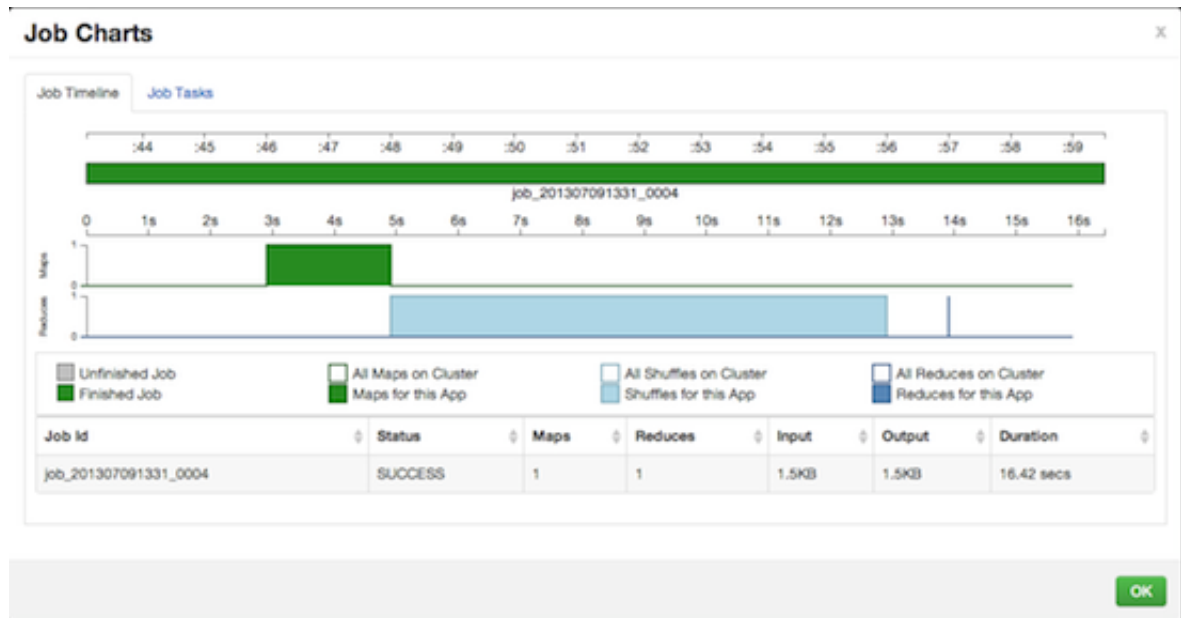 Job Charts x
Job Timeline Job Tasks
:44 :45 :46 :47 :48 :49 :50 :51 :52 :53 :54 :55 :56 :57 :58 :59
job_201307091331_0004
0 1s 2s 3s 4s 5s 6s 7s 8s 9s 10s 11s 12s 13s 14s 15s 16s
Maps 1 0
Reduces 1 0
Unfinished Job All Maps on Cluster All Shuffles on Cluster All Reduces on Cluster
Finished Job Maps for this App Shuffles for this App Reduces for this App
Job Id Status Maps Reduces Input Output Duration
job_201307091331_0004 SUCCESS 1 1 1.5KB 1.5KB 16.42 secs
OK